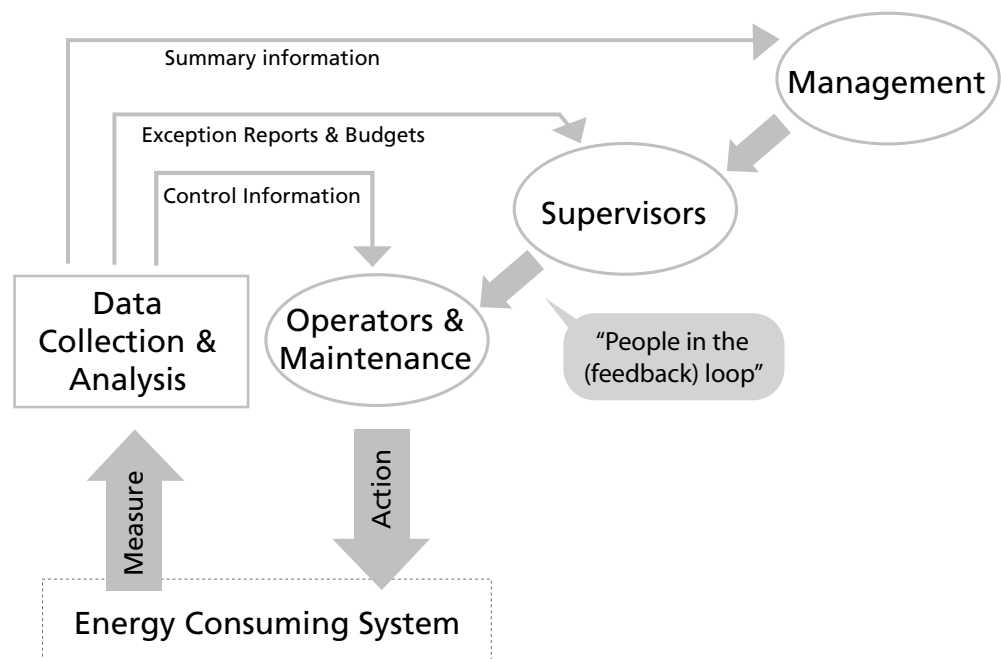 Summary information
Management
Exception Reports & Budgets
Control Information
Supervisors
Data
Collection &
Analysis
Operators &
Maintenance
“People in the
(feedback) loop”
Measure
Action
Energy Consuming System